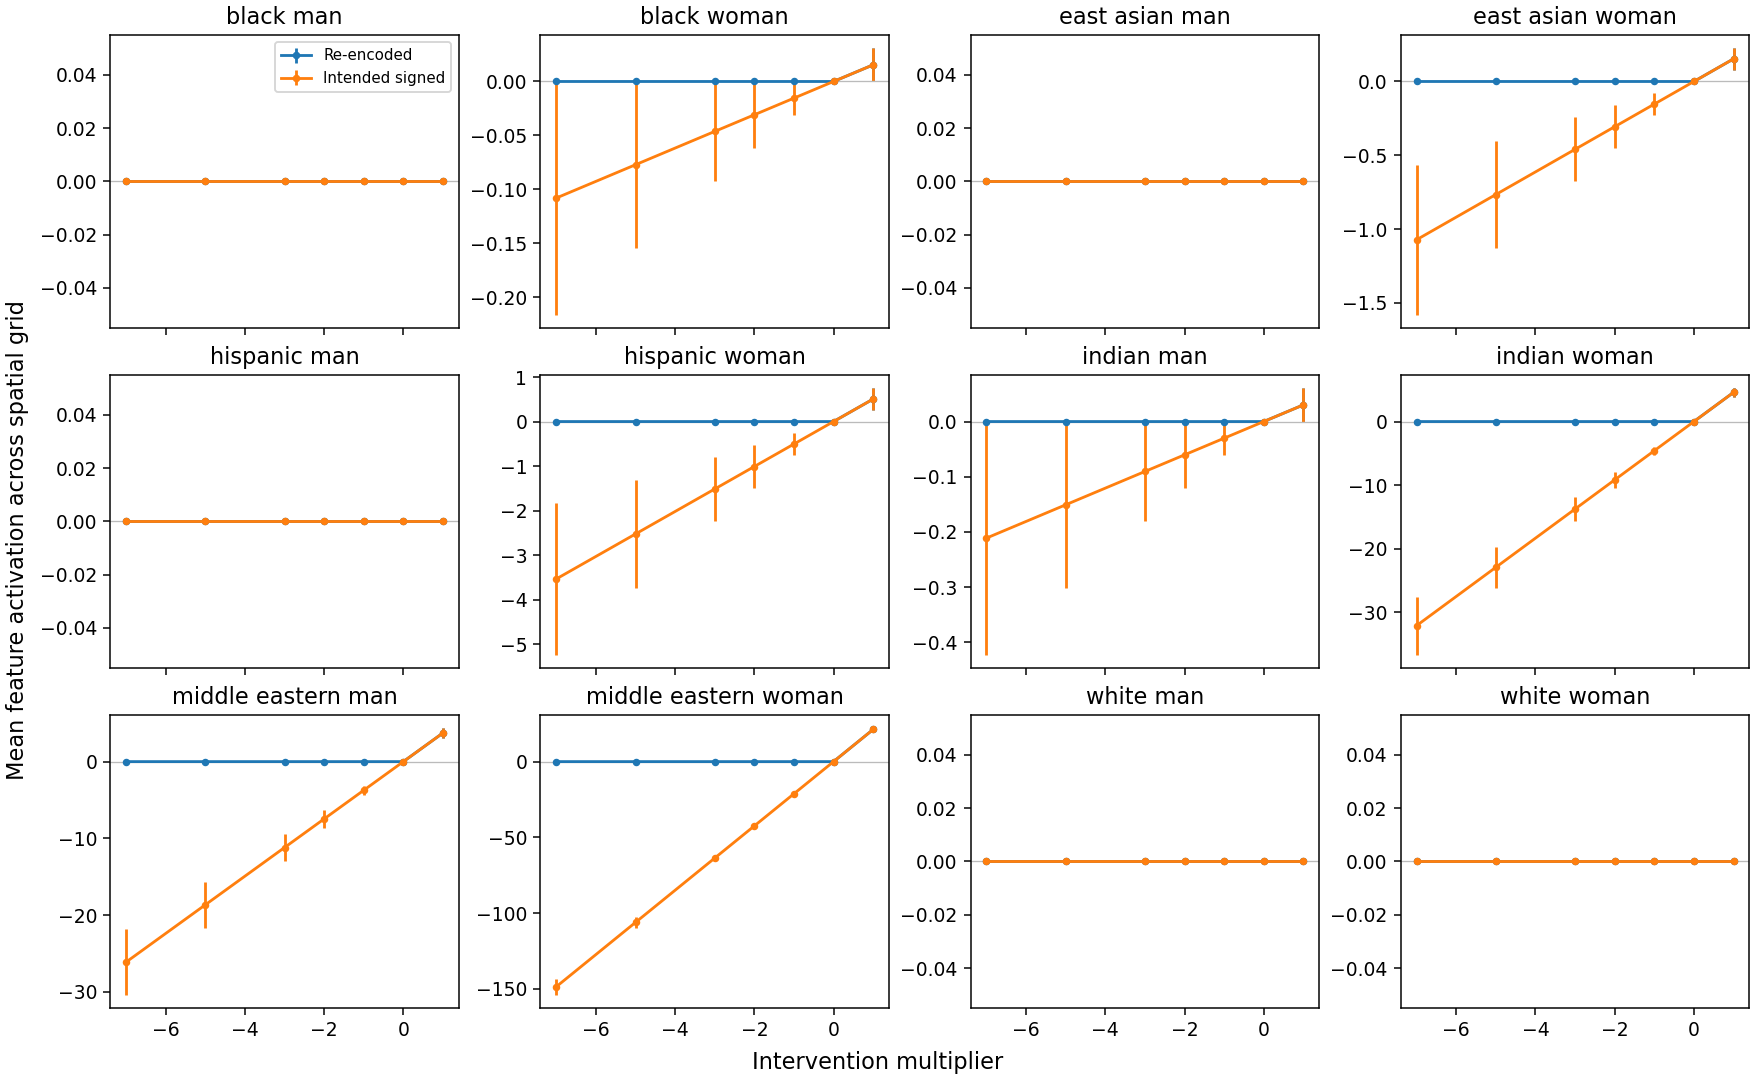 black man
black woman
east asian man
east asian woman
Re-encoded
Intended signed
0.04
0.02
0.00
−0.02
−0.04
0.00
−0.05
−0.10
−0.15
−0.20
0.04
0.02
0.00
−0.02
−0.04
0.0
−0.5
−1.0
−1.5
hispanic man
hispanic woman
indian man
indian woman
0.04
0.02
0.00
−0.02
−0.04
1
0
−1
−2
−3
−4
−5
0.0
−0.1
−0.2
−0.3
−0.4
0
−10
−20
−30
middle eastern man
middle eastern woman
white man
white woman
0
−10
−20
−30
0
−50
−100
−150
0.04
0.02
0.00
−0.02
−0.04
0.04
0.02
0.00
−0.02
−0.04
−6 −4 −2 0
−6 −4 −2 0
−6 −4 −2 0
−6 −4 −2 0
Mean feature activation across spatial grid
Intervention multiplier